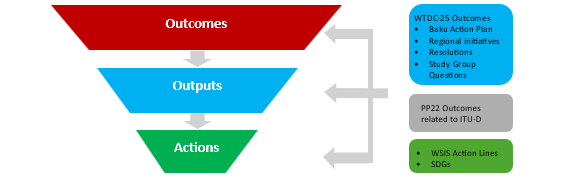 Outcomes
Outputs
Actions
WTDC-25 Outcomes
• Baku Action Plan
• Regional initiatives
• Resolutions
• Study Group
Questions
PP22 Outcomes
related to ITU-D
• WSIS Action Lines
• SDGs